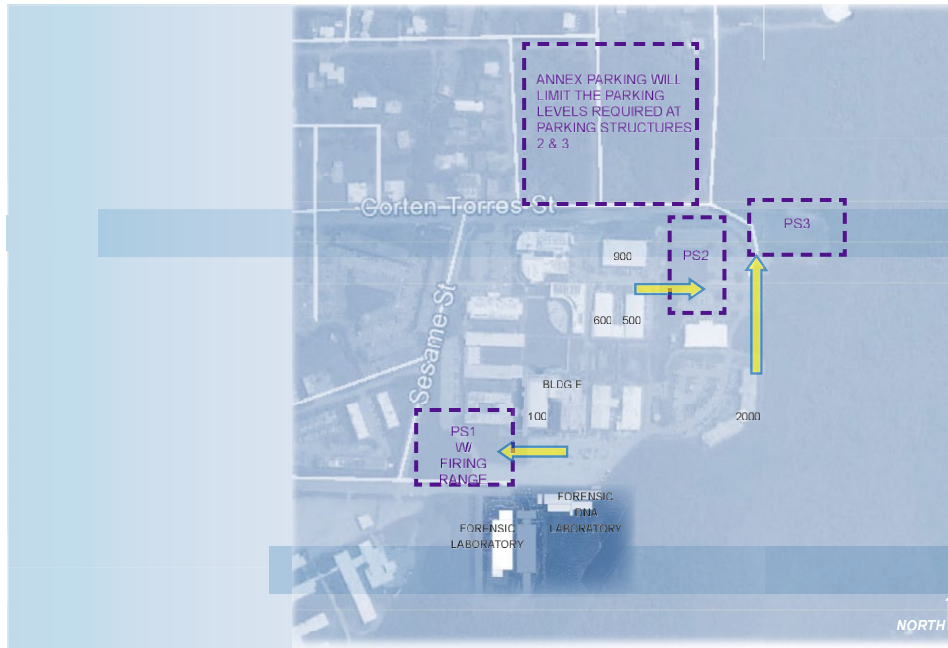 ANNEX PARKING WILL
LIMIT THE PARKING
LEVELS REQUIRED AT
PARKING STRUCTURES
2 & 3
Corten Torres St
PS3
PS2
900
600 500
Sesame St
BLDG F
100
2000
PS1
W/
FIRING
RANGE
FORENSIC
DNA
LABORATORY
FORENSIC
LABORATORY
NORTH